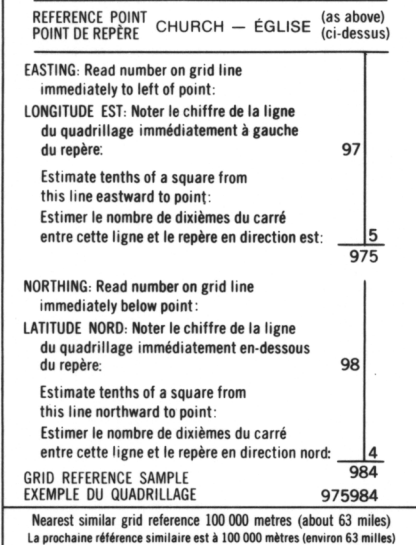 REFERENCE POINT CHURCH — ÉGLISE (as above)
POINT DE REPÈRE (ci-dessus)
EASTING: Read number on grid line
immediately to left of point:
LONGITUDE EST: Noter le chiffre de la ligne
du quadrillage immédiatement à gauche
du repère: 97
Estimate tenths of a square from
this line eastward to point:
Estimer le nombre de dixièmes du carré
entre cette ligne et le repère en direction est: 5
975
NORTHING: Read number on grid line
immediately below point:
LATITUDE NORD: Noter le chiffre de la ligne
du quadrillage immédiatement en-dessous
du repère: 98
Estimate tenths of a square from
this line northward to point:
Estimer le nombre de dixièmes du carré
entre cette ligne et le repère en direction nord: 4
GRID REFERENCE SAMPLE 984
EXEMPLE DU QUADRILLAGE 975984
Nearest similar grid reference 100 000 metres (about 63 miles)
La prochaine référence similaire est à 100 000 mètres (environ 63 miles)